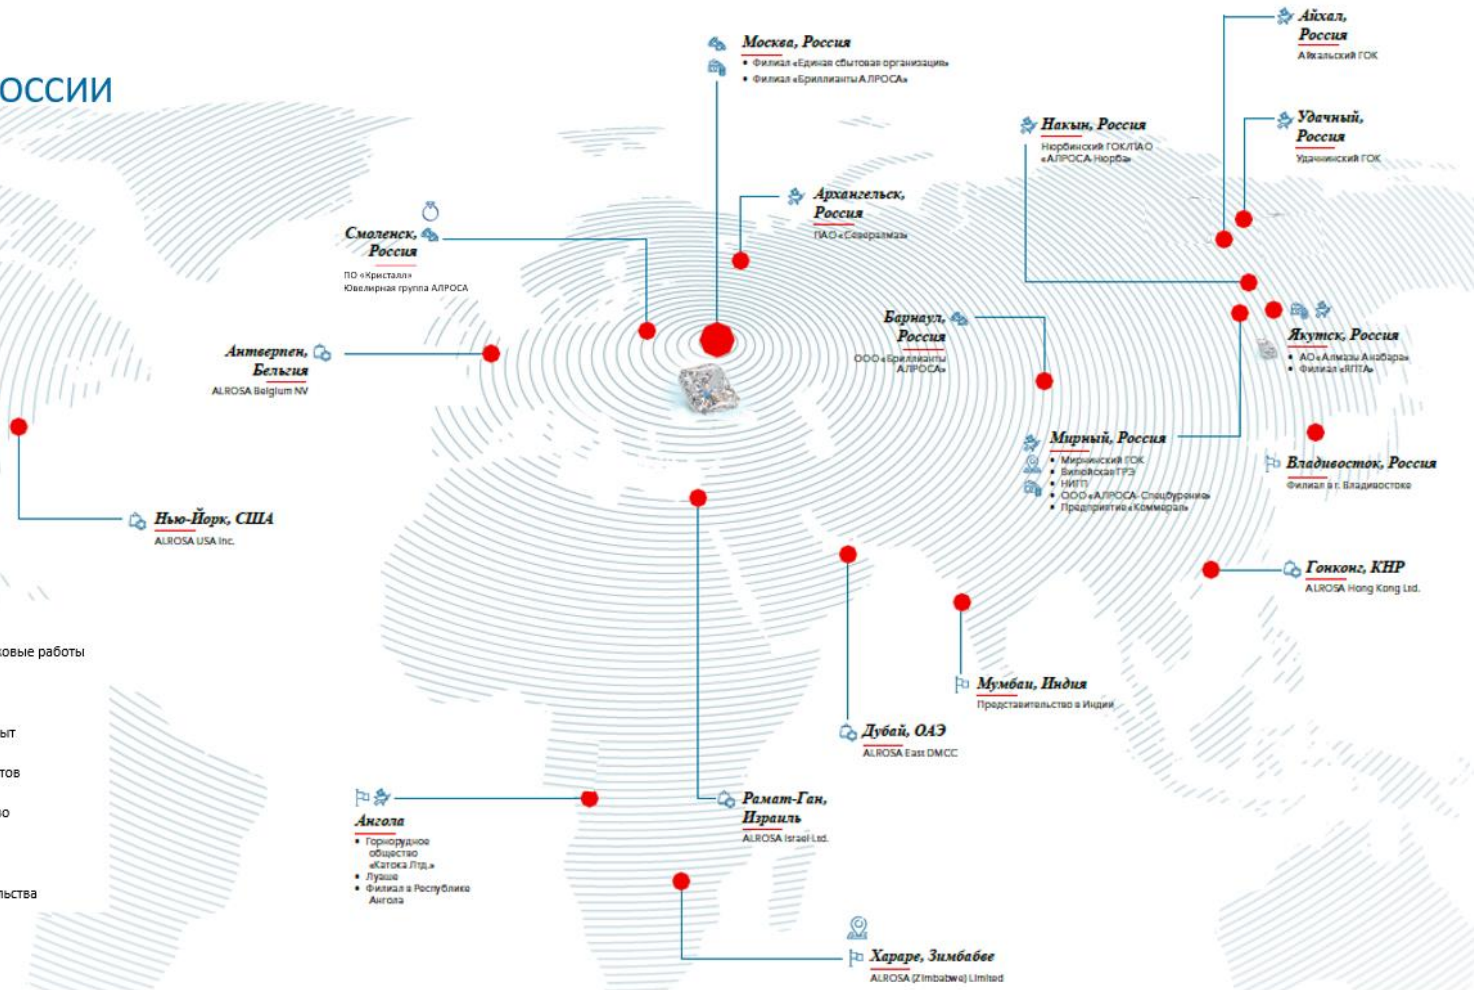 ОССИИ
Москва, Россия
• Филиал «Единая сбытовая организация»
• Филиал «Бриллианты АЛРОСА»
Айхал,
Россия
Айхальский ГОК
Удачный,
Россия
Удачнинский ГОК
Накын, Россия
Нюрбинский ГОК/ПАО
«АЛРОСА-Нюрба»
Архангельск,
Россия
ПАО «Севералмаз»
Смоленск,
Россия
ПО «Кристалл»
Ювелирная группа АЛРОСА
Барнаул,
Россия
ООО «Бриллианты
АЛРОСА»
Якутск, Россия
• АО «Алмазы Анабара»
• Филиал «ЯПТА»
Антверпен,
Бельгия
ALROSA Belgium NV
Мирный, Россия
• Мирнинский ГОК
• Вилюйская ГРЭ
• НИГП
• ООО «АЛРОСА-Спецбурение»
• Предприятие «Коммерал»
Владивосток, Россия
Филиал в г. Владивостоке
Нью-Йорк, США
ALROSA USA Inc.
Гонконг, КНР
ALROSA Hong Kong Ltd.
ковые работы
Мумбаи, Индия
Представительство в Индии
ыт
Дубай, ОАЭ
ALROSA East DMCC
тов
во
Рамат-Ган,
Израиль
ALROSA Israel Ltd.
Ангола
• Горнорудное
общество
«Катока Лтд.»
• Луаше
• Филиал в Республике
Ангола
льства
Хараре, Зимбабве
ALROSA (Zimbabwe) Limited